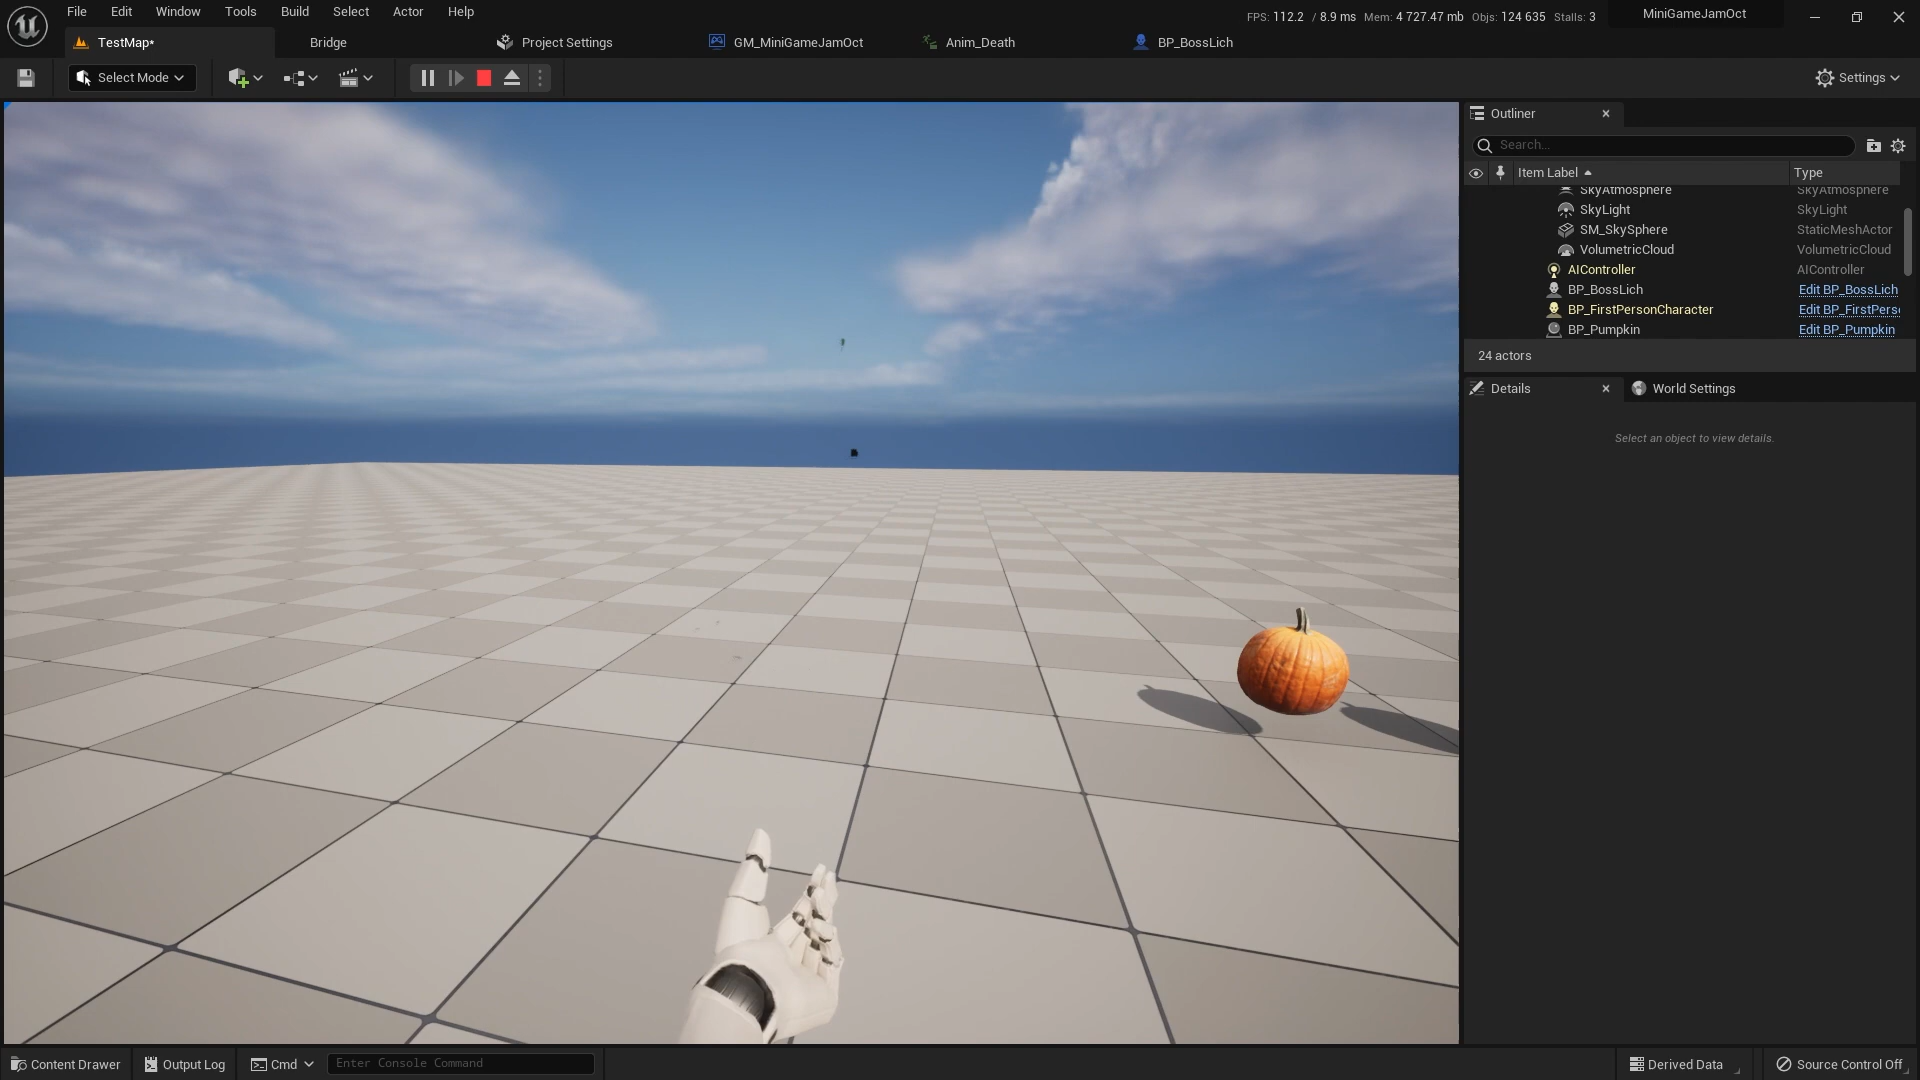 File Edit Window Tools Build Select Actor Help
FPS: 112.2 / 8.9 ms Mem: 4 727.47 mb Objs: 124 635 Stalls: 3
MiniGameJamOct
TestMap*
Bridge
Project Settings
GM_MiniGameJamOct
Anim_Death
BP_BossLich
Select Mode
Settings
Outliner
Search...
Item Label
Type
SkyAtmosphere SkyAtmosphere
SkyLight SkyLight
SM_SkySphere StaticMeshActor
VolumetricCloud VolumetricCloud
AIController AIController
BP_BossLich Edit BP_BossLich
BP_FirstPersonCharacter Edit BP_FirstPerso
BP_Pumpkin Edit BP_Pumpkin
24 actors
Details
World Settings
Select an object to view details.
Content Drawer
Output Log
Cmd
Enter Console Command
Derived Data
Source Control Off